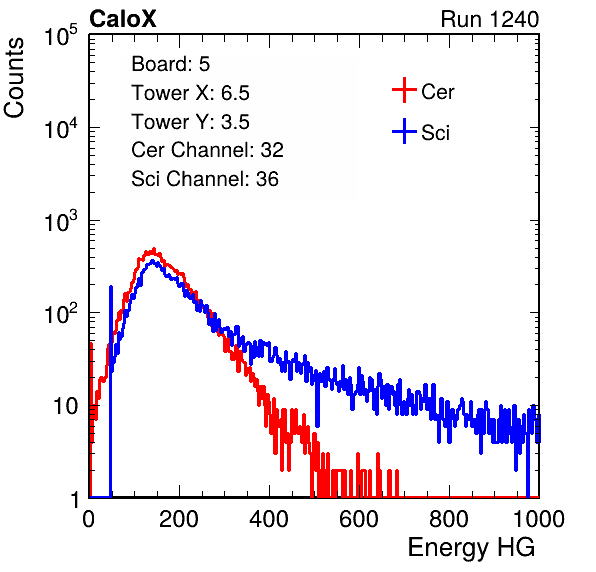 CaloX
Run 1240
Counts
10^5
10^4
10^3
10^2
10
1
Board: 5
Tower X: 6.5
Tower Y: 3.5
Cer Channel: 32
Sci Channel: 36
Cer
Sci
0 200 400 600 800 1000
Energy HG